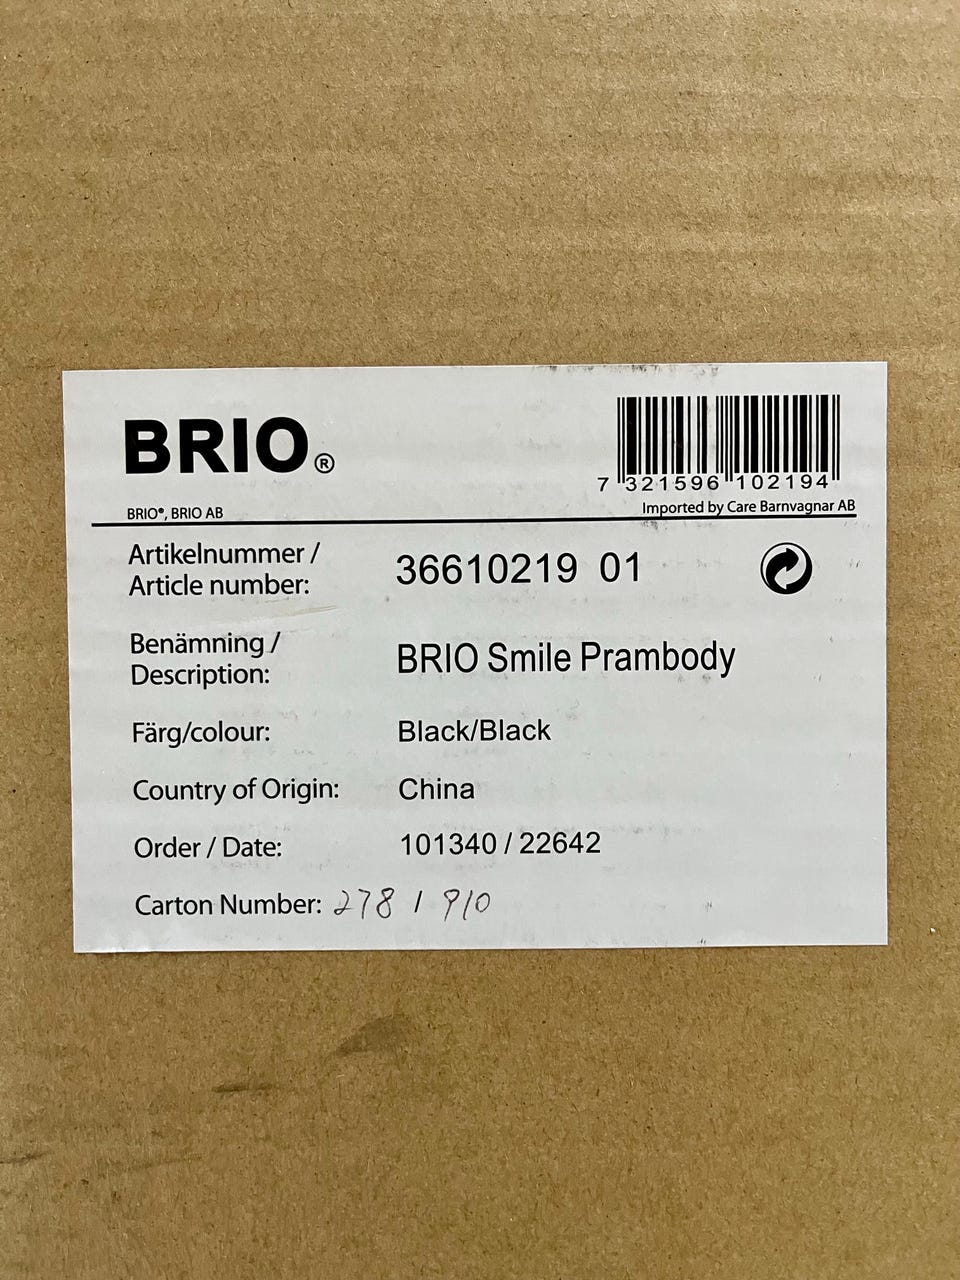 BRIO®
7 321596 102194
BRIO®, BRIO AB
Imported by Care Barnvagnar AB
Artikelnummer /
Article number:
36610219 01
Benämning /
Description:
BRIO Smile Prambody
Färg/colour: Black/Black
Country of Origin: China
Order / Date: 101340 / 22642
Carton Number: 278 / 910